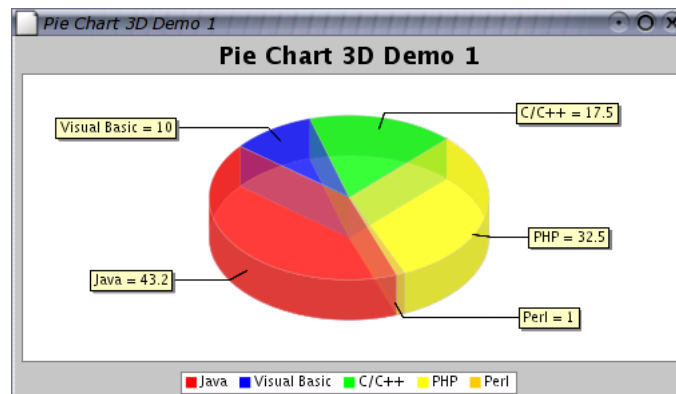 Pie Chart 3D Demo 1
Pie Chart 3D Demo 1
C/C++ = 17.5
Visual Basic = 10
PHP = 32.5
Java = 43.2
Perl = 1
Java Visual Basic C/C++ PHP Perl